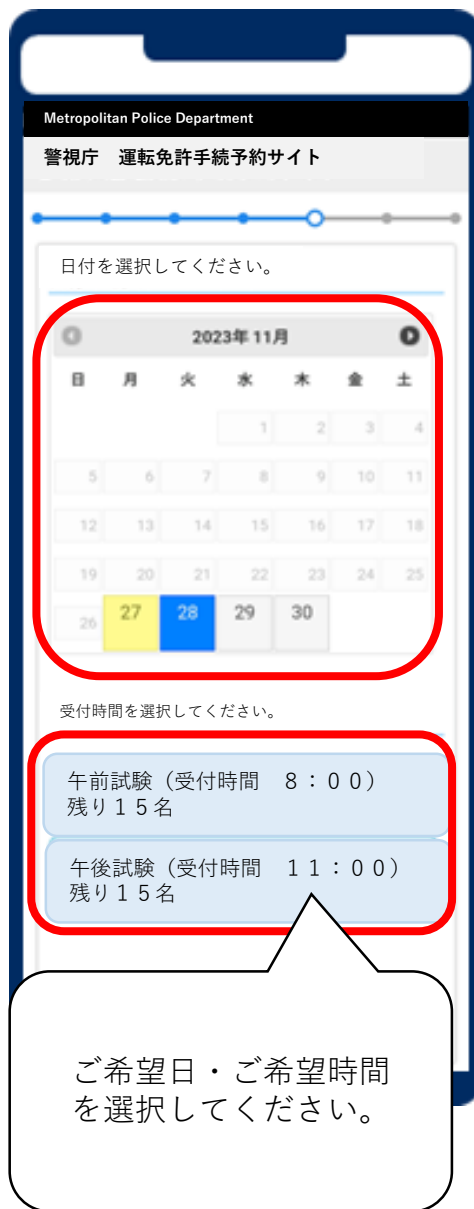 Metropolitan Police Department
警視庁　運転免許手続予約サイト
日付を選択してください。
2023年 11月
日 月 火 水 木 金 土
1 2 3 4
5 6 7 8 9 10 11
12 13 14 15 16 17 18
19 20 21 22 23 24 25
26 27 28 29 30
受付時間を選択してください。
午前試験（受付時間　８：００）
残り１５名
午後試験（受付時間　１１：００）
残り１５名
ご希望日・ご希望時間
を選択してください。